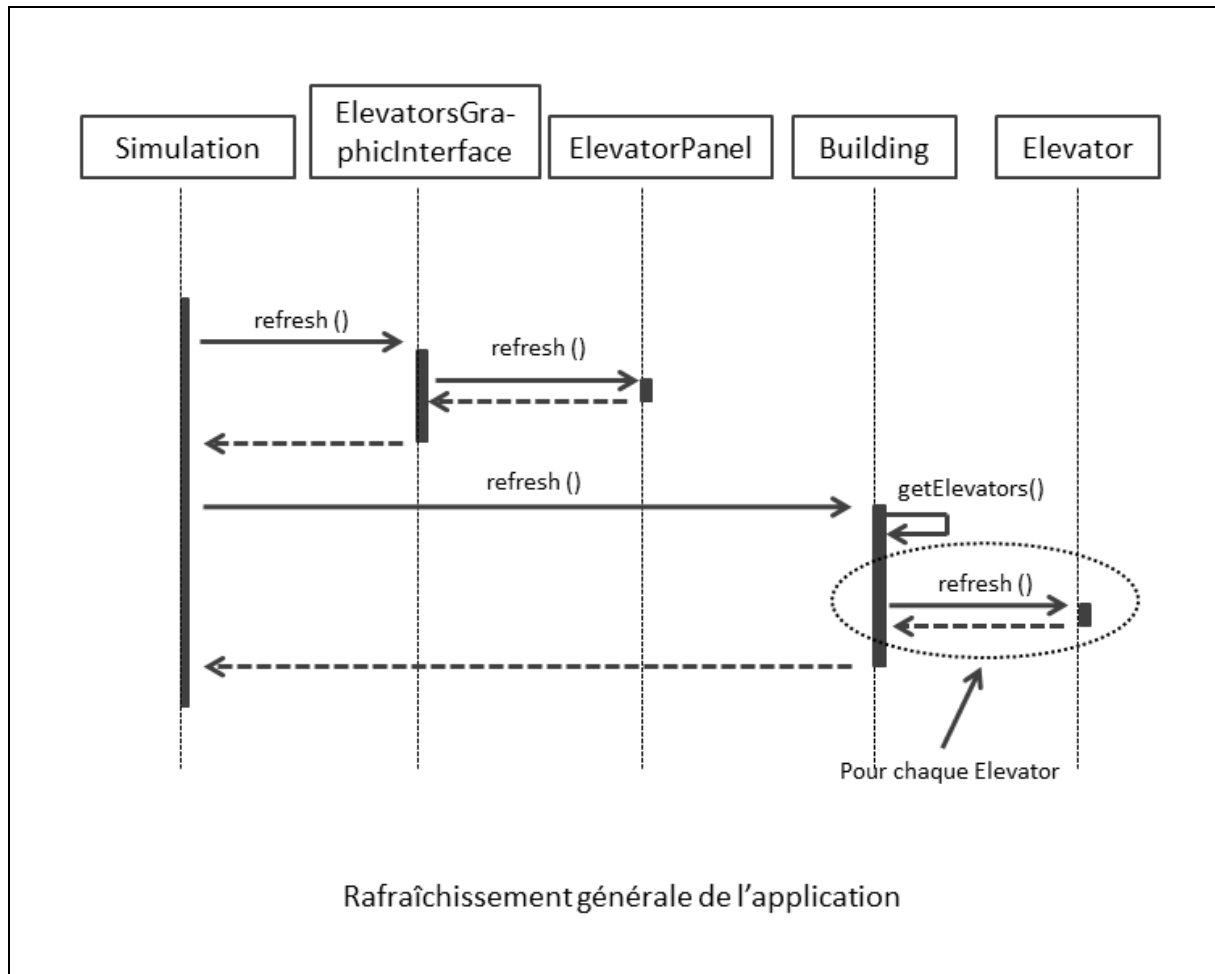 Simulation
ElevatorsGra-
phicInterface
ElevatorPanel
Building
Elevator
refresh ()
refresh ()
refresh ()
getElevators()
refresh ()
Pour chaque Elevator
Rafraîchissement générale de l'application